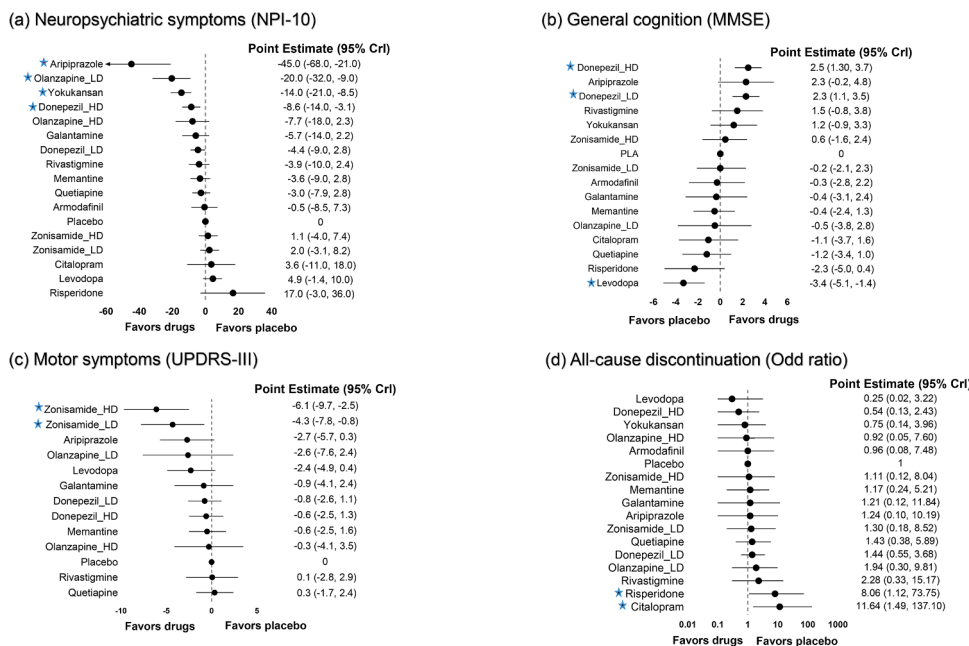 (a) Neuropsychiatric symptoms (NPI-10)
Point Estimate (95% CrI)
Aripiprazole -45.0 (-68.0, -21.0)
Olanzapine_LD -20.0 (-32.0, -9.0)
Yokukansan -14.0 (-21.0, -8.5)
Donepezil_HD -8.6 (-14.0, -3.1)
Olanzapine_HD -7.7 (-18.0, 2.3)
Galantamine -5.7 (-14.0, 2.2)
Donepezil_LD -4.4 (-9.0, 2.8)
Rivastigmine -3.9 (-10.0, 2.4)
Memantine -3.6 (-9.0, 2.8)
Quetiapine -3.0 (-7.9, 2.8)
Armodafinil -0.5 (-8.5, 7.3)
Placebo 0
Zonisamide_HD 1.1 (-4.0, 7.4)
Zonisamide_LD 2.0 (-3.1, 8.2)
Citalopram 3.6 (-11.0, 18.0)
Levodopa 4.9 (-1.4, 10.0)
Risperidone 17.0 (-3.0, 36.0)
-60 -40 -20 0 20 40
Favors drugs Favors placebo
(b) General cognition (MMSE)
Point Estimate (95% CrI)
Donepezil_HD 2.5 (1.30, 3.7)
Aripiprazole 2.3 (-0.2, 4.8)
Donepezil_LD 2.3 (1.1, 3.5)
Rivastigmine 1.5 (-0.8, 3.8)
Yokukansan 1.2 (-0.9, 3.3)
Zonisamide_HD 0.6 (-1.6, 2.4)
PLA 0
Zonisamide_LD -0.2 (-2.1, 2.3)
Armodafinil -0.3 (-2.8, 2.2)
Galantamine -0.4 (-3.1, 2.4)
Memantine -0.4 (-2.4, 1.3)
Olanzapine_LD -0.5 (-3.8, 2.8)
Citalopram -1.1 (-3.7, 1.6)
Quetiapine -1.2 (-3.4, 1.0)
Risperidone -2.3 (-5.0, 0.4)
Levodopa -3.4 (-5.1, -1.4)
-6 -4 -2 0 2 4 6
Favors placebo Favors drugs
(c) Motor symptoms (UPDRS-III)
Point Estimate (95% CrI)
Zonisamide_HD -6.1 (-9.7, -2.5)
Zonisamide_LD -4.3 (-7.8, -0.8)
Aripiprazole -2.7 (-5.7, 0.3)
Olanzapine_LD -2.6 (-7.6, 2.4)
Levodopa -2.4 (-4.9, 0.4)
Galantamine -0.9 (-4.1, 2.4)
Donepezil_LD -0.8 (-2.6, 1.1)
Donepezil_HD -0.6 (-2.5, 1.3)
Memantine -0.6 (-2.5, 1.6)
Olanzapine_HD -0.3 (-4.1, 3.5)
Placebo 0
Rivastigmine 0.1 (-2.8, 2.9)
Quetiapine 0.3 (-1.7, 2.4)
-10 -5 0 5
Favors drugs Favors placebo
(d) All-cause discontinuation (Odd ratio)
Point Estimate (95% CrI)
Levodopa 0.25 (0.02, 3.22)
Donepezil_HD 0.54 (0.13, 2.43)
Yokukansan 0.75 (0.14, 3.96)
Olanzapine_HD 0.92 (0.05, 7.60)
Armodafinil 0.96 (0.08, 7.48)
Placebo 1
Zonisamide_HD 1.11 (0.12, 8.04)
Memantine 1.17 (0.24, 5.21)
Galantamine 1.21 (0.12, 11.84)
Aripiprazole 1.24 (0.10, 10.19)
Zonisamide_LD 1.30 (0.18, 8.52)
Quetiapine 1.43 (0.38, 5.89)
Donepezil_LD 1.44 (0.55, 3.68)
Olanzapine_LD 1.94 (0.30, 9.81)
Rivastigmine 2.28 (0.33, 15.17)
Risperidone 8.06 (1.12, 73.75)
Citalopram 11.64 (1.49, 137.10)
0.01 0.1 1 10 100 1000
Favors drugs Favors placebo